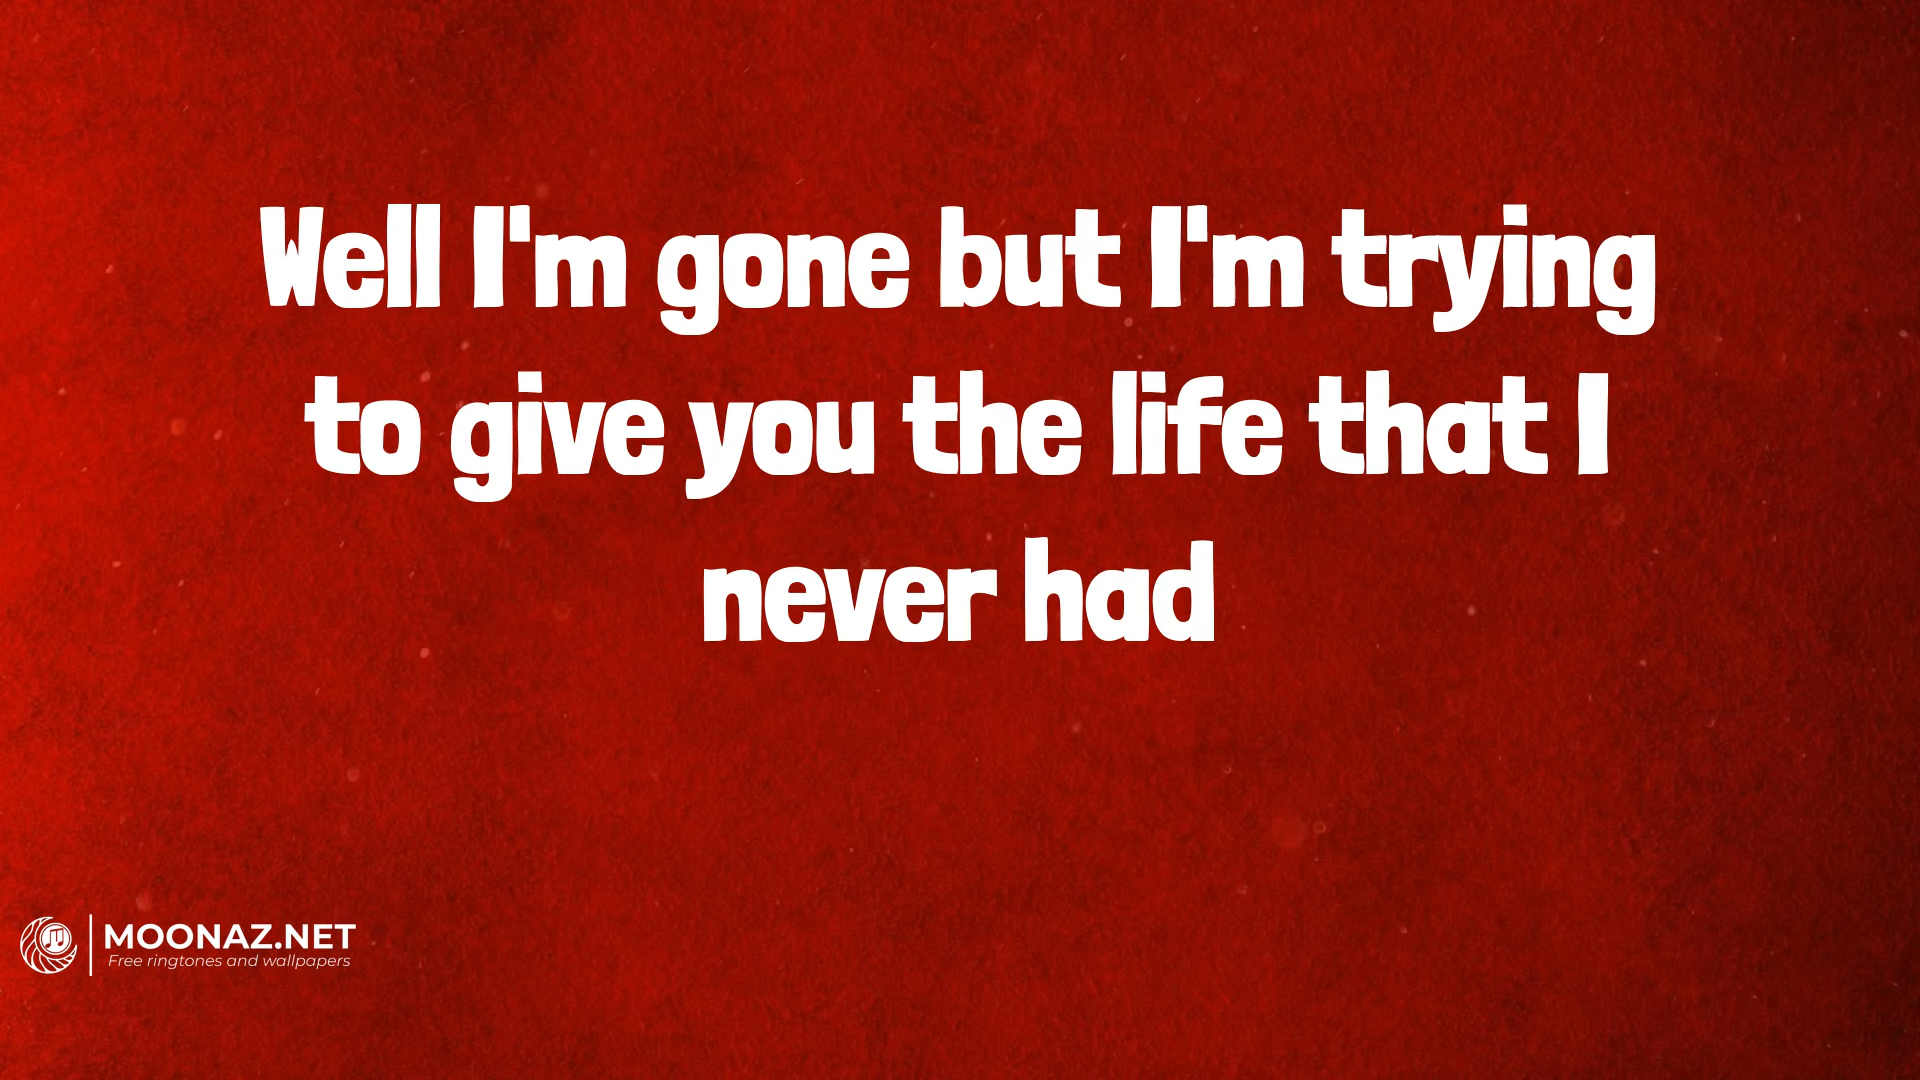 Well I'm gone but I'm trying
to give you the life that I
never had
MOONAZ.NET
Free ringtones and wallpapers